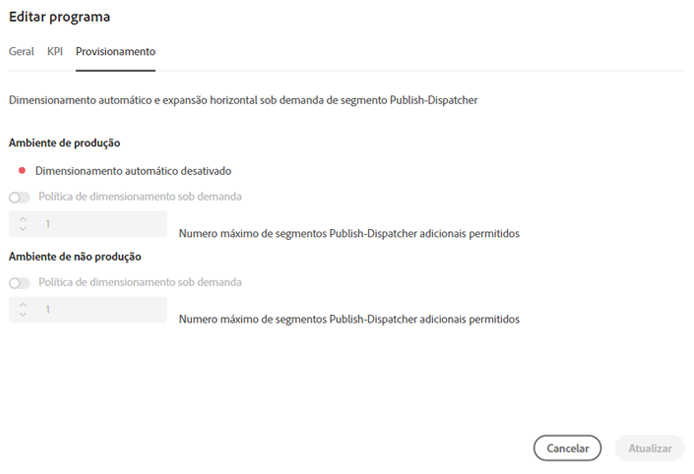 Editar programa
Geral KPI Provisionamento
Dimensionamento automático e expansão horizontal sob demanda de segmento Publish-Dispatcher
Ambiente de produção
Dimensionamento automático desativado
Política de dimensionamento sob demanda
1
Numero máximo de segmentos Publish-Dispatcher adicionais permitidos
Ambiente de não produção
Política de dimensionamento sob demanda
1
Numero máximo de segmentos Publish-Dispatcher adicionais permitidos
Cancelar Atualizar